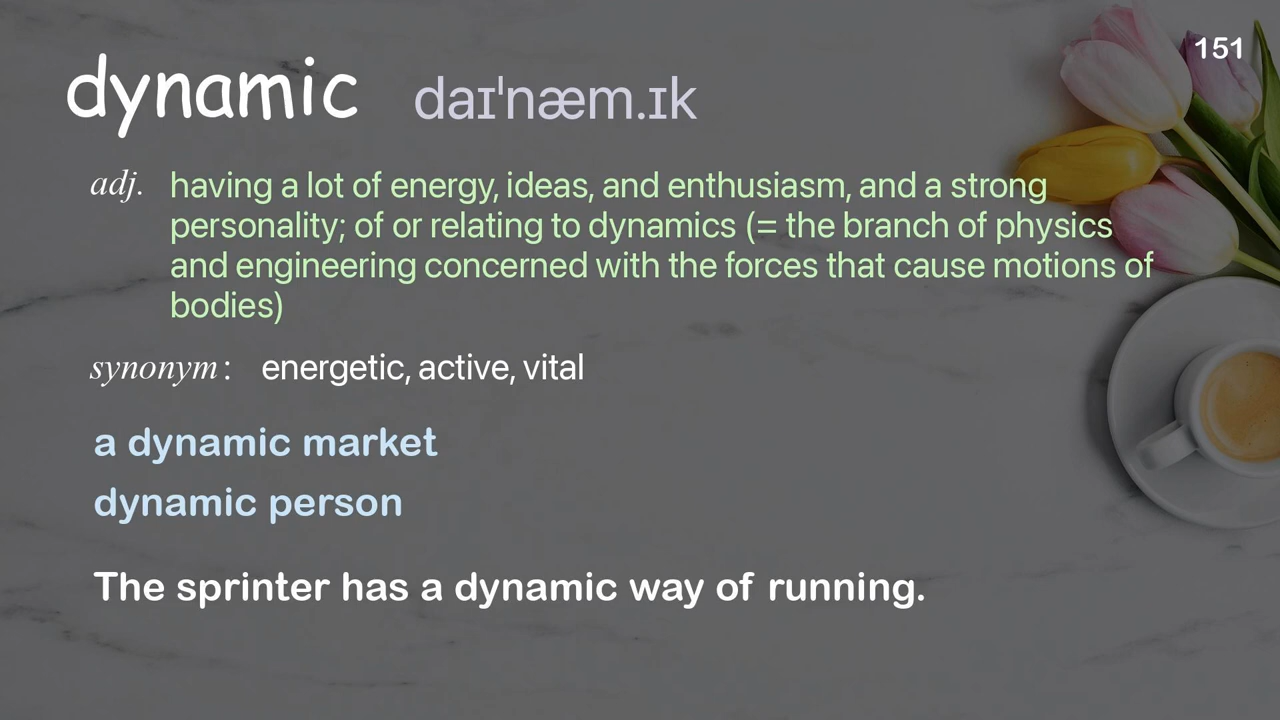 151
dynamic daɪˈnæm.ɪk
adj. having a lot of energy, ideas, and enthusiasm, and a strong
personality; of or relating to dynamics (= the branch of physics
and engineering concerned with the forces that cause motions of
bodies)
synonym: energetic, active, vital
a dynamic market
dynamic person
The sprinter has a dynamic way of running.